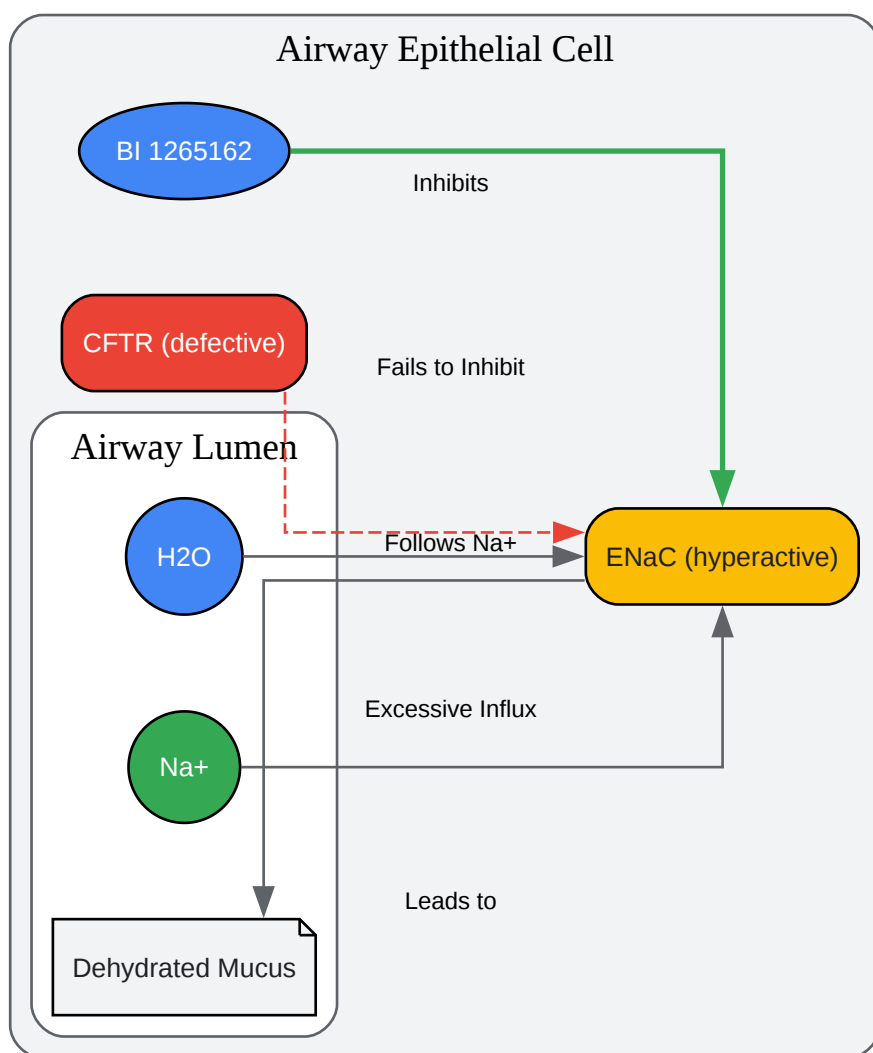 Airway Epithelial Cell
BI 1265162
Inhibits
CFTR (defective)
Fails to Inhibit
Airway Lumen
H2O
Follows Na+
ENaC (hyperactive)
Excessive Influx
Na+
Leads to
Dehydrated Mucus